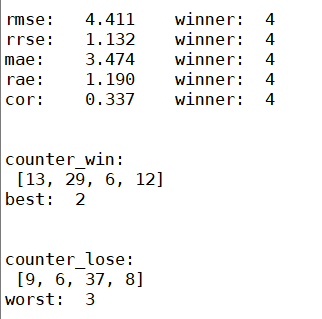 rmse:   4.411    winner:  4
rrse:   1.132    winner:  4
mae:    3.474    winner:  4
rae:    1.190    winner:  4
cor:    0.337    winner:  4
counter_win:
[13, 29, 6, 12]
best:  2
counter_lose:
[9, 6, 37, 8]
worst:  3